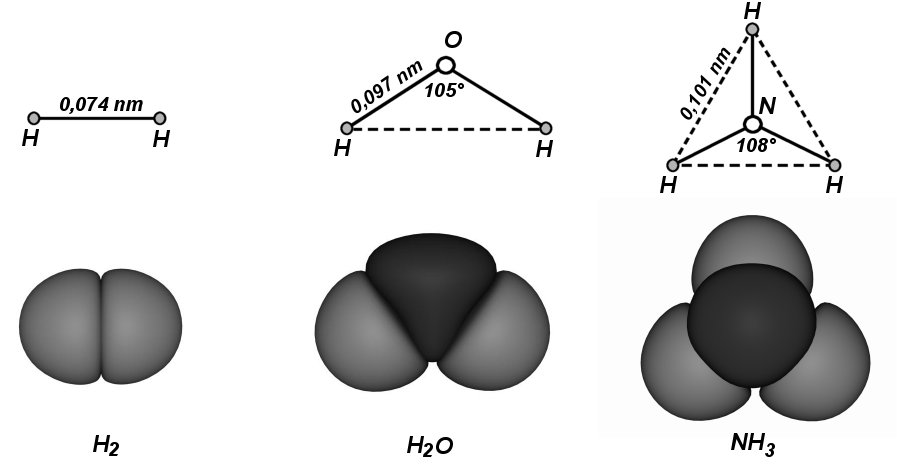 0,074 nm
H
H
O
0,097 nm
105°
H
H
H
0,101 nm
N
108°
H
H
H2
H2O
NH3